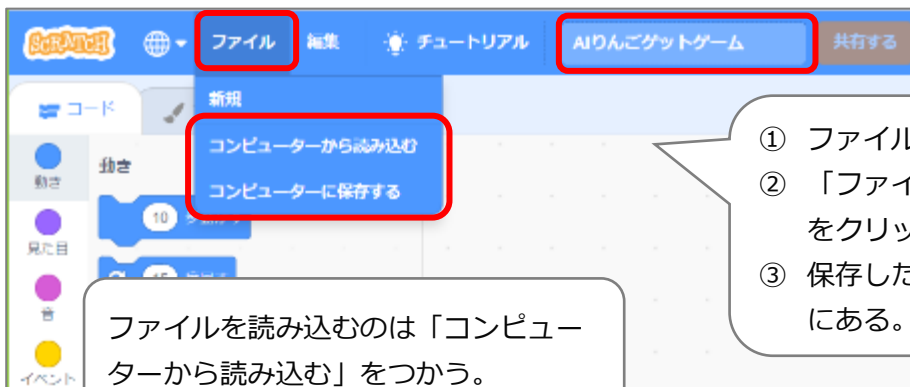 SCRATCH
ファイル 編集 チュートリアル AIりんごゲットゲーム 共有する
コード
新規
コンピューターから読み込む
コンピューターに保存する
動き
動き
10
見た目
15
音
イベント
① ファイル
② 「ファイ
をクリッ
③ 保存した
にある。
ファイルを読み込むのは「コンピュー
ターから読み込む」をつかう。